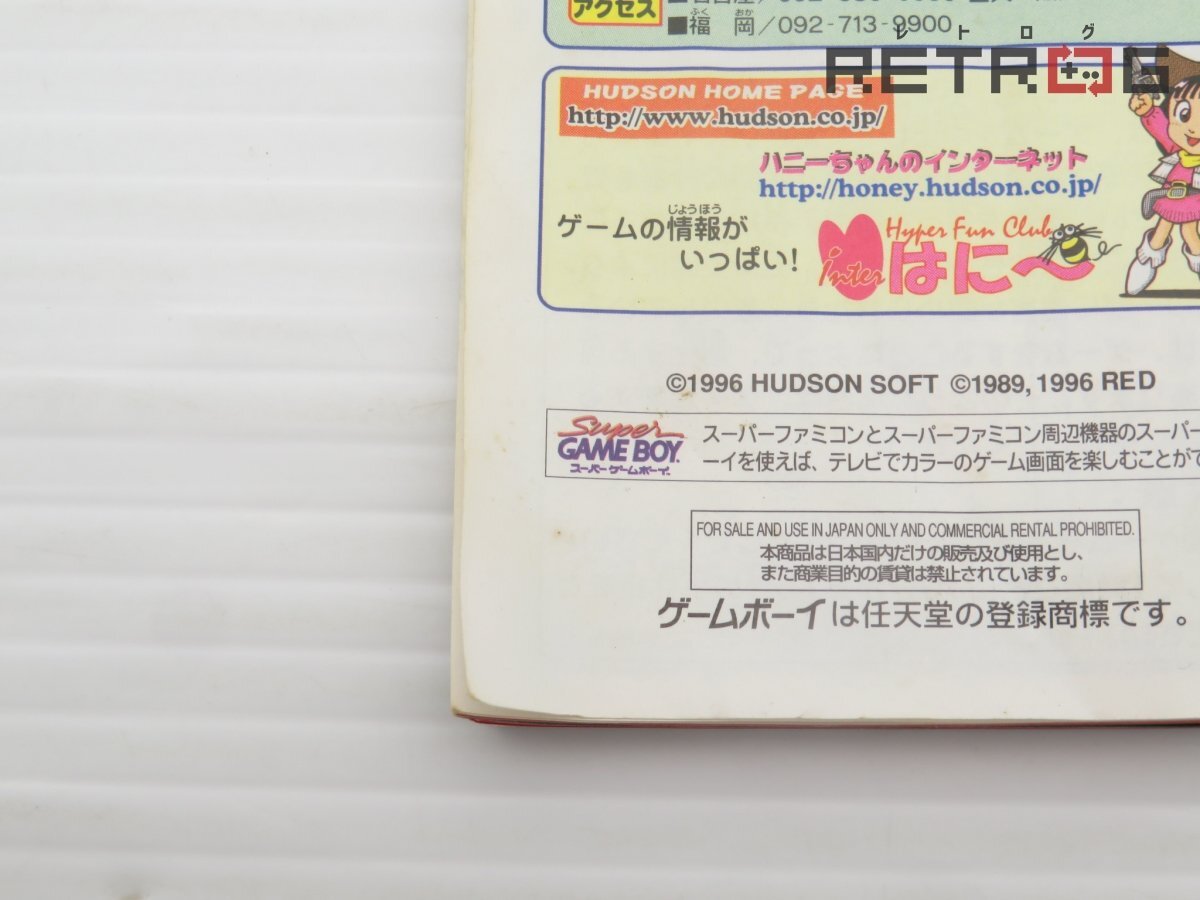 アクセス
■福岡／092-713-9900
ふく おか
レトログ
RETROG
HUDSON HOME PAGE
http://www.hudson.co.jp/
ハニーちゃんのインターネット
http://honey.hudson.co.jp/
じょうほう
ゲームの情報が
いっぱい!
Hyper Fun Club
Inter はに〜
©1996 HUDSON SOFT ©1989, 1996 RED
Super
GAME BOY
スーパーゲームボーイ
スーパーファミコンとスーパーファミコン周辺機器のスーパー
ーイを使えば、テレビでカラーのゲーム画面を楽しむことがで
FOR SALE AND USE IN JAPAN ONLY AND COMMERCIAL RENTAL PROHIBITED.
本商品は日本国内だけの販売及び使用とし、
また商業目的の賃貸は禁止されています。
ゲームボーイは任天堂の登録商標です。